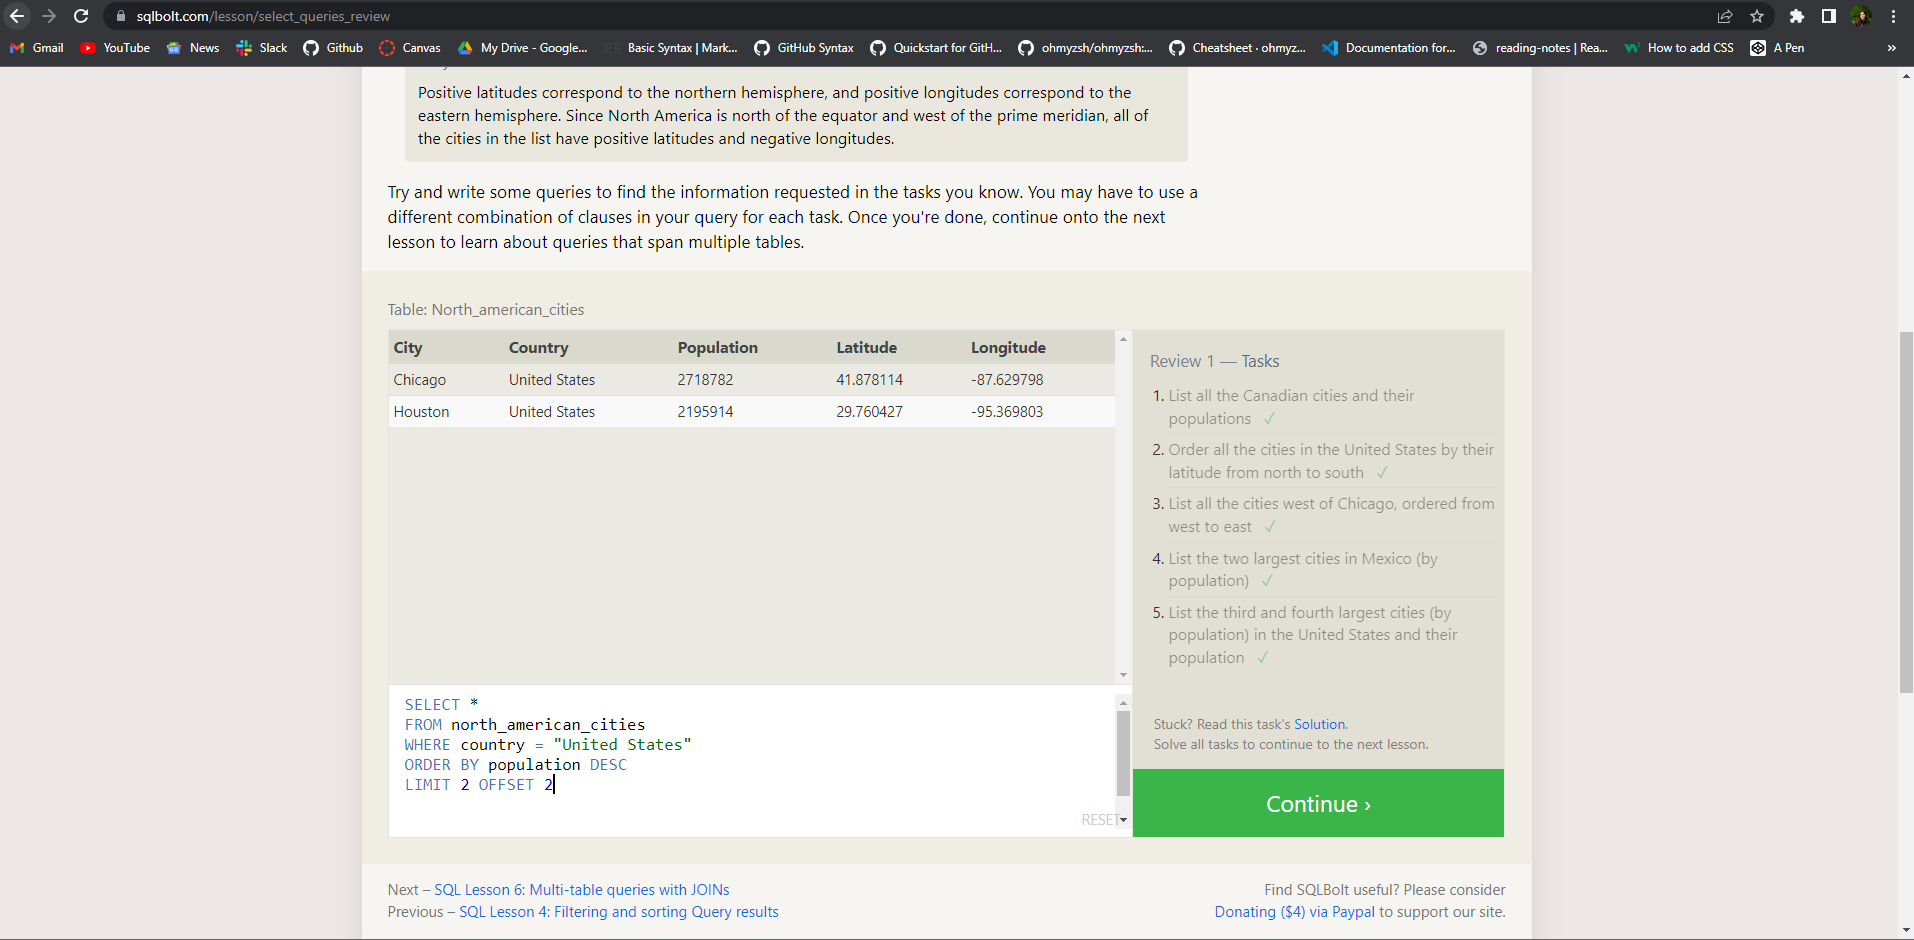 sqlbolt.com/lesson/select_queries_review
Gmail YouTube News Slack Github Canvas My Drive - Google... Basic Syntax | Mark... GitHub Syntax Quickstart for GitH... ohmyzsh/ohmyzsh:... Cheatsheet · ohmyz... Documentation for... reading-notes | Rea... How to add CSS A Pen »
Positive latitudes correspond to the northern hemisphere, and positive longitudes correspond to the
eastern hemisphere. Since North America is north of the equator and west of the prime meridian, all of
the cities in the list have positive latitudes and negative longitudes.
Try and write some queries to find the information requested in the tasks you know. You may have to use a
different combination of clauses in your query for each task. Once you're done, continue onto the next
lesson to learn about queries that span multiple tables.
Table: North_american_cities
City Country Population Latitude Longitude
Chicago United States 2718782 41.878114 -87.629798
Houston United States 2195914 29.760427 -95.369803
SELECT *
FROM north_american_cities
WHERE country = "United States"
ORDER BY population DESC
LIMIT 2 OFFSET 2
RESET
Review 1 — Tasks
1. List all the Canadian cities and their
populations ✓
2. Order all the cities in the United States by their
latitude from north to south ✓
3. List all the cities west of Chicago, ordered from
west to east ✓
4. List the two largest cities in Mexico (by
population) ✓
5. List the third and fourth largest cities (by
population) in the United States and their
population ✓
Stuck? Read this task's Solution.
Solve all tasks to continue to the next lesson.
Continue ›
Next – SQL Lesson 6: Multi-table queries with JOINs
Previous – SQL Lesson 4: Filtering and sorting Query results
Find SQLBolt useful? Please consider
Donating ($4) via Paypal to support our site.